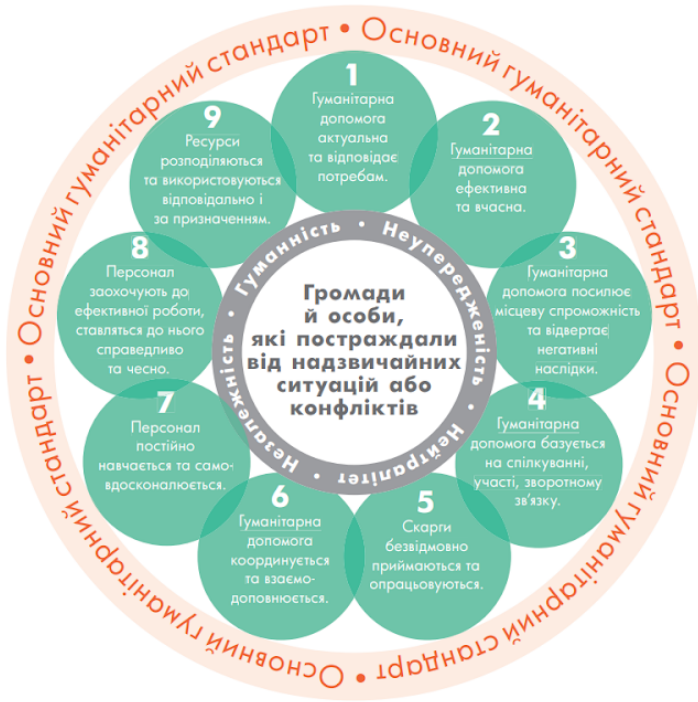 Основний гуманітарний стандарт • Основний гуманітарний стандарт • Основний гуманітарний стандарт • Основний гуманітарний стандарт • Основний гуманітарний стандарт •
1
Гуманітарна
допомога
актуальна
та відповідає
потребам.
2
Гуманітарна
допомога
ефективна
та вчасна.
3
Гуманітарна
допомога посилює
місцеву спроможність
та відвертає
негативні
наслідки.
4
Гуманітарна
допомога базується
на спілкуванні,
участі, зворотному
зв’язку.
5
Скарги
безвідмовно
приймаються та
опрацьовуються.
6
Гуманітарна
допомога
координується
та взаємо-
доповнюється.
7
Персонал
постійно
навчається та само-
вдосконалюється.
8
Персонал
заохочують до
ефективної роботи,
ставляться до нього
справедливо
та чесно.
9
Ресурси
розподіляються
та використовуються
відповідально і
за призначенням.
Гуманність • Неупередженість • Нейтралітет • Незалежність •
Громади
й особи,
які постраждали
від надзвичайних
ситуацій або
конфліктів